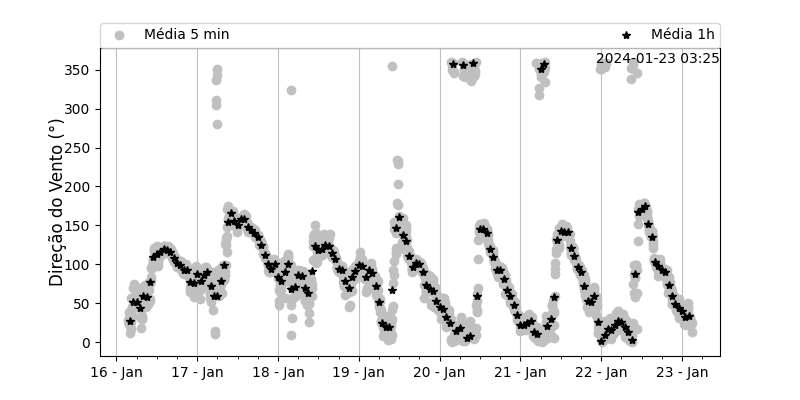 Média 5 min
Média 1h
2024-01-23 03:25
Direção do Vento (°)
350
300
250
200
150
100
50
0
16 - Jan
17 - Jan
18 - Jan
19 - Jan
20 - Jan
21 - Jan
22 - Jan
23 - Jan